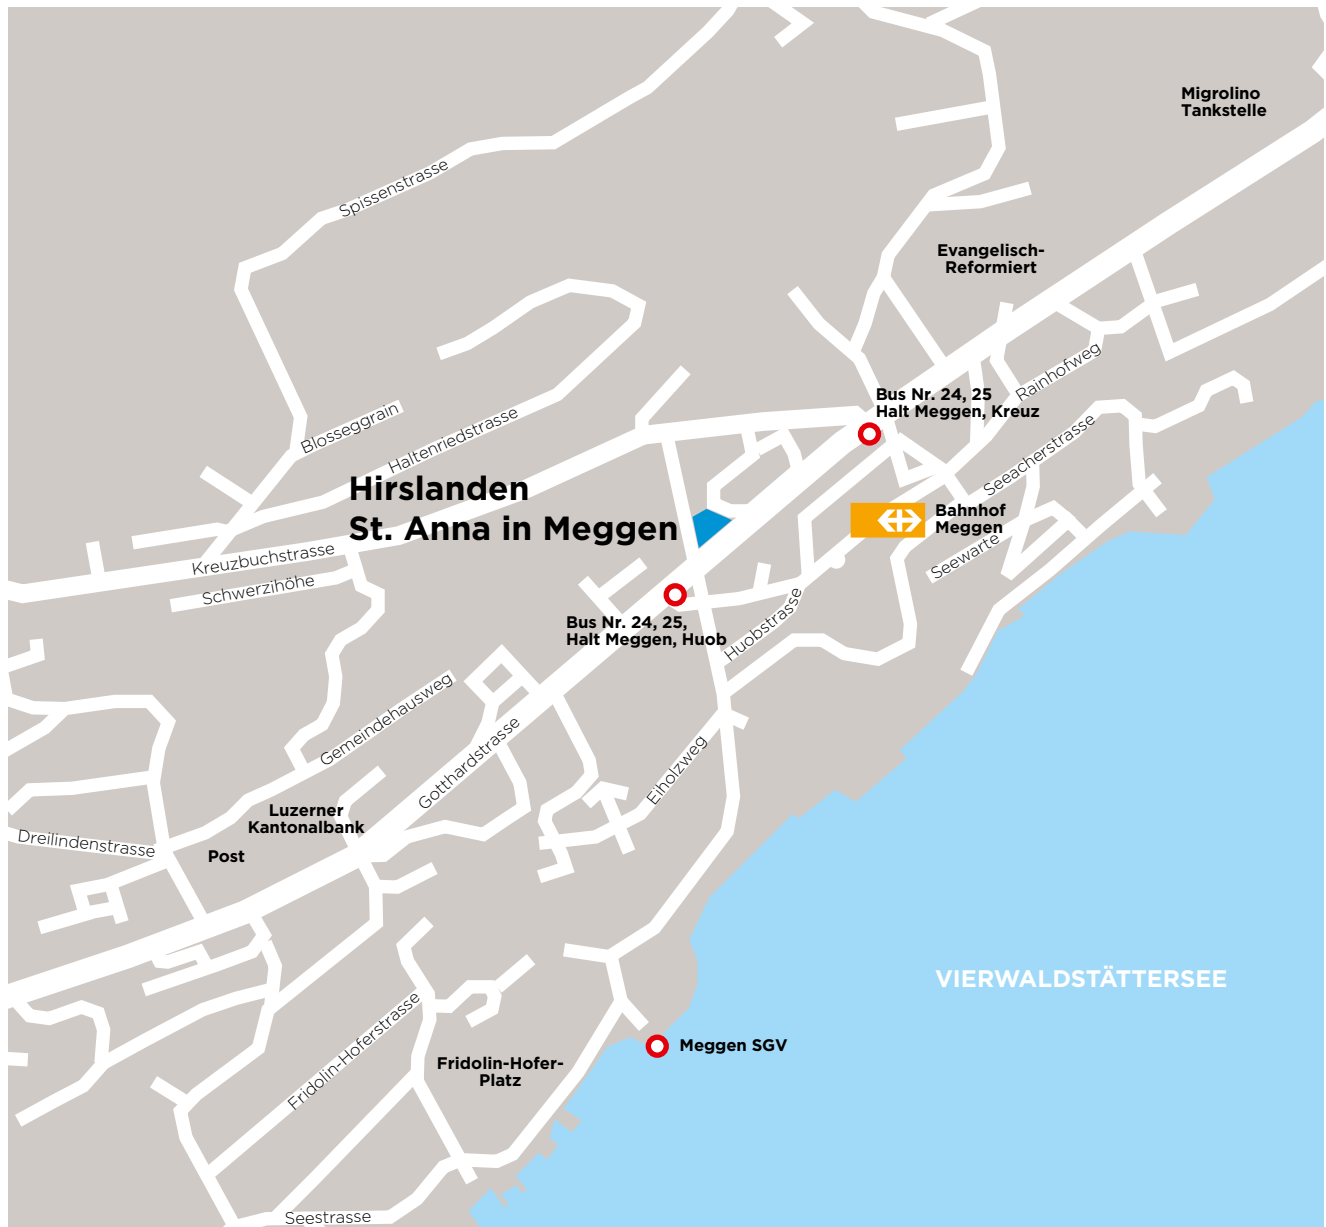 Migrolino
Tankstelle
Spissenstrasse
Evangelisch-
Reformiert
Rainhofweg
Bus Nr. 24, 25
Halt Meggen, Kreuz
Blosseggrain
Haltenriedstrasse
Seeacherstrasse
Hirslanden
St. Anna in Meggen
Bahnhof
Meggen
Seewarte
Kreuzbuchstrasse
Schwerzihöhe
Bus Nr. 24, 25,
Halt Meggen, Huob
Huobstrasse
Gemeindehausweg
Gotthardstrasse
Eiholzweg
Luzerner
Kantonalbank
Dreilindenstrasse
Post
VIERWALDSTÄTTERSEE
Meggen SGV
Fridolin-Hoferstrasse
Fridolin-Hofer-
Platz
Seestrasse